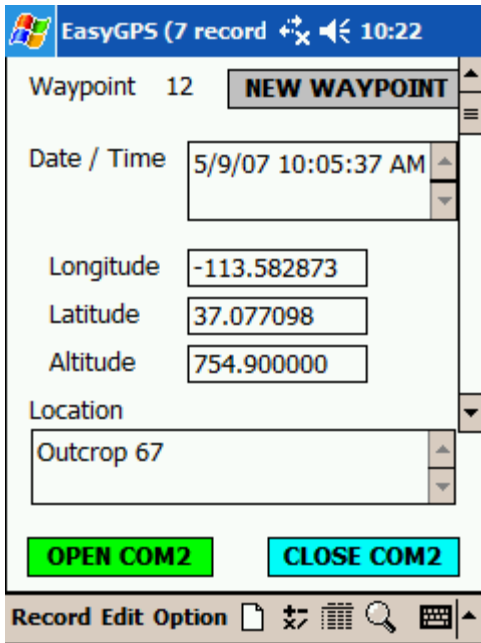 EasyGPS (7 record 10:22
Waypoint 12 NEW WAYPOINT
Date / Time 5/9/07 10:05:37 AM
Longitude -113.582873
Latitude 37.077098
Altitude 754.900000
Location
Outcrop 67
OPEN COM2 CLOSE COM2
Record Edit Option